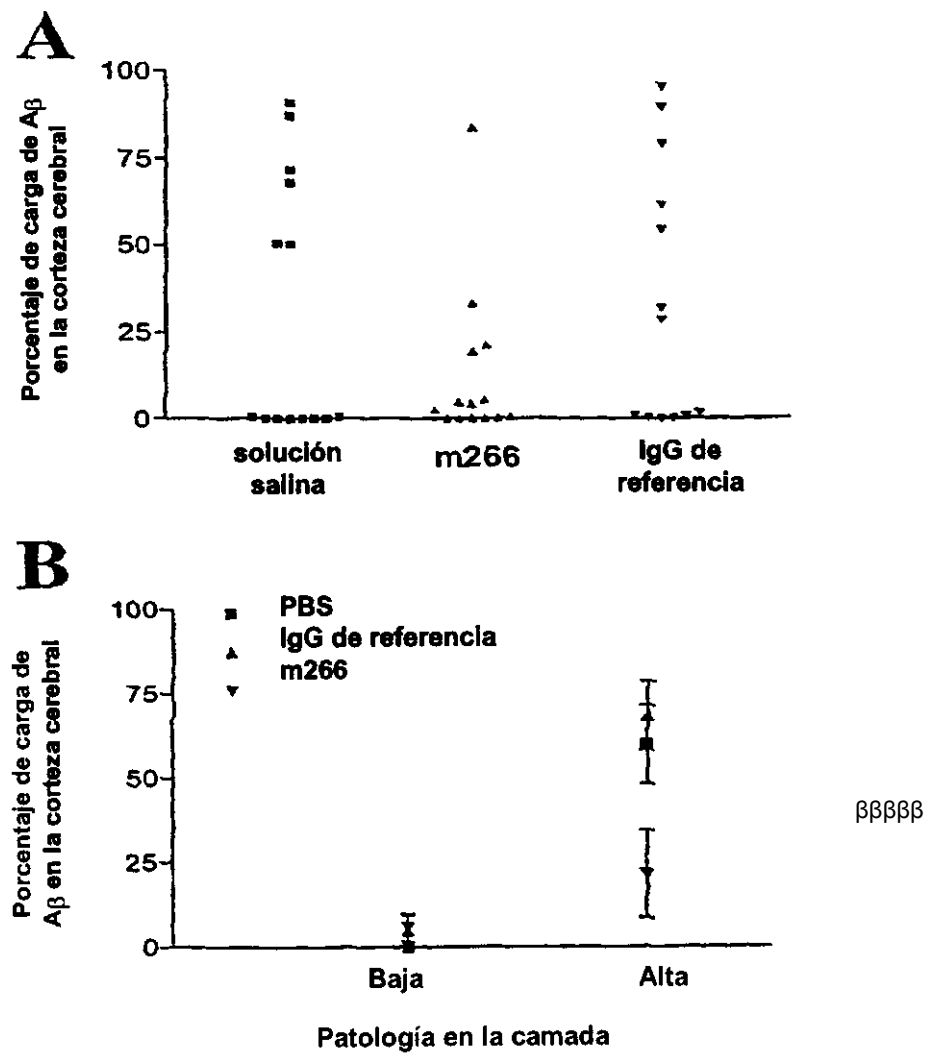 A
Porcentaje de carga de Aβ
en la corteza cerebral
100
75
50
25
0
solución
salina
m266
IgG de
referencia
B
Porcentaje de carga de
Aβ en la corteza cerebral
100
75
50
25
0
PBS
IgG de referencia
m266
Baja
Alta
Patología en la camada
βββββ